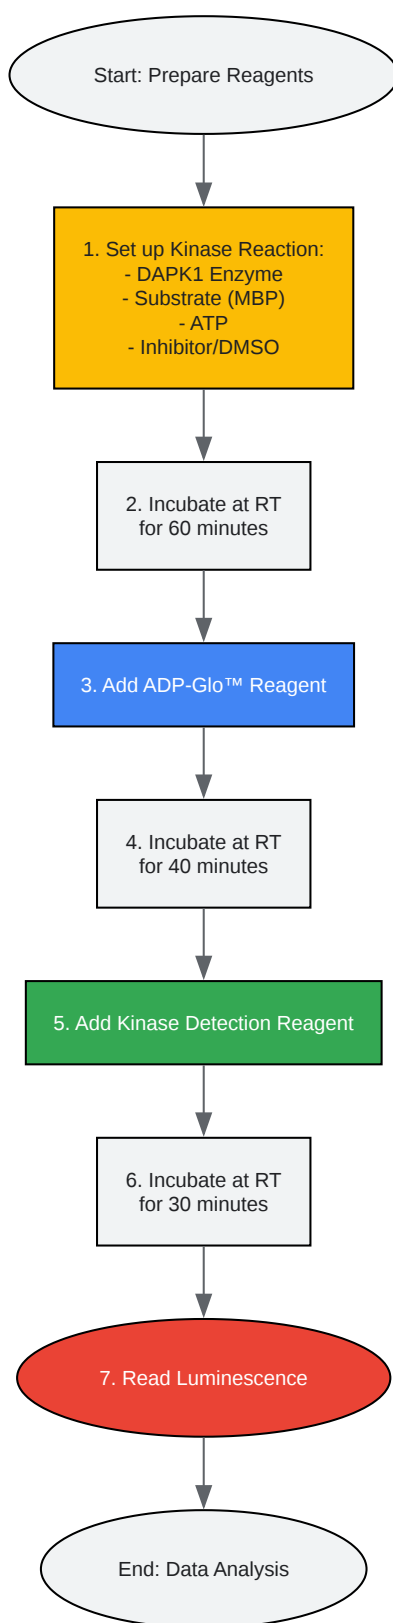 Start: Prepare Reagents
1. Set up Kinase Reaction:
- DAPK1 Enzyme
- Substrate (MBP)
- ATP
- Inhibitor/DMSO
2. Incubate at RT
for 60 minutes
3. Add ADP-Glo™ Reagent
4. Incubate at RT
for 40 minutes
5. Add Kinase Detection Reagent
6. Incubate at RT
for 30 minutes
7. Read Luminescence
End: Data Analysis